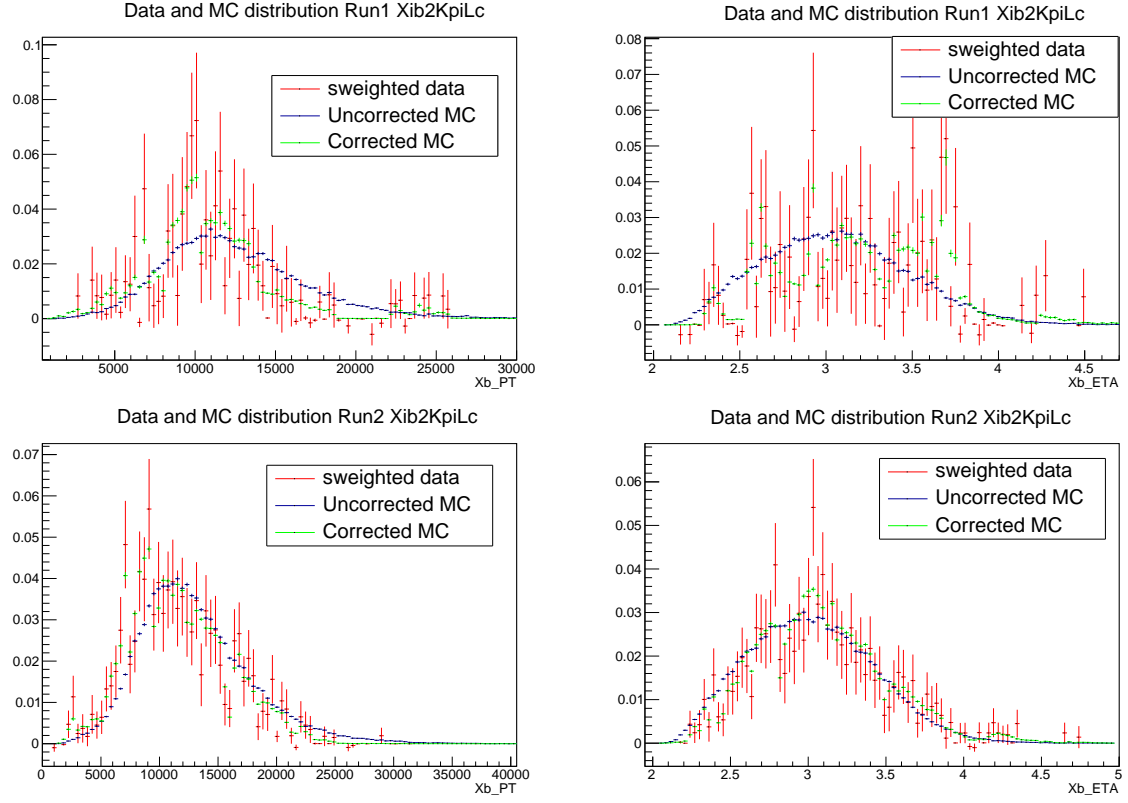 Data and MC distribution Run1 Xib2KpiLc
0.1
0.08
0.06
0.04
0.02
0
sweighted data
Uncorrected MC
Corrected MC
5000 10000 15000 20000 25000 30000
Xb_PT
Data and MC distribution Run1 Xib2KpiLc
0.08
0.07
0.06
0.05
0.04
0.03
0.02
0.01
0
sweighted data
Uncorrected MC
Corrected MC
2 2.5 3 3.5 4 4.5
Xb_ETA
Data and MC distribution Run2 Xib2KpiLc
0.07
0.06
0.05
0.04
0.03
0.02
0.01
0
sweighted data
Uncorrected MC
Corrected MC
0 5000 10000 15000 20000 25000 30000 35000 40000
Xb_PT
Data and MC distribution Run2 Xib2KpiLc
0.06
0.05
0.04
0.03
0.02
0.01
0
sweighted data
Uncorrected MC
Corrected MC
2 2.5 3 3.5 4 4.5 5
Xb_ETA